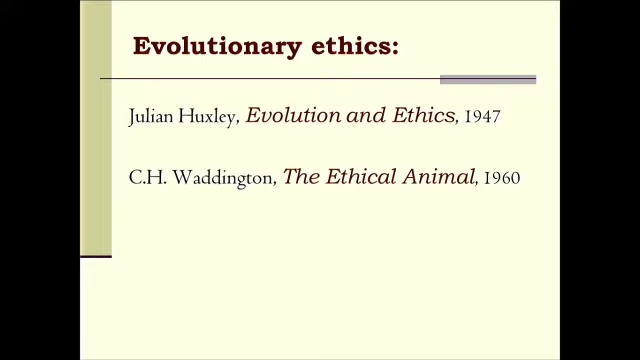 Evolutionary ethics:
Julian Huxley, Evolution and Ethics, 1947
C.H. Waddington, The Ethical Animal, 1960